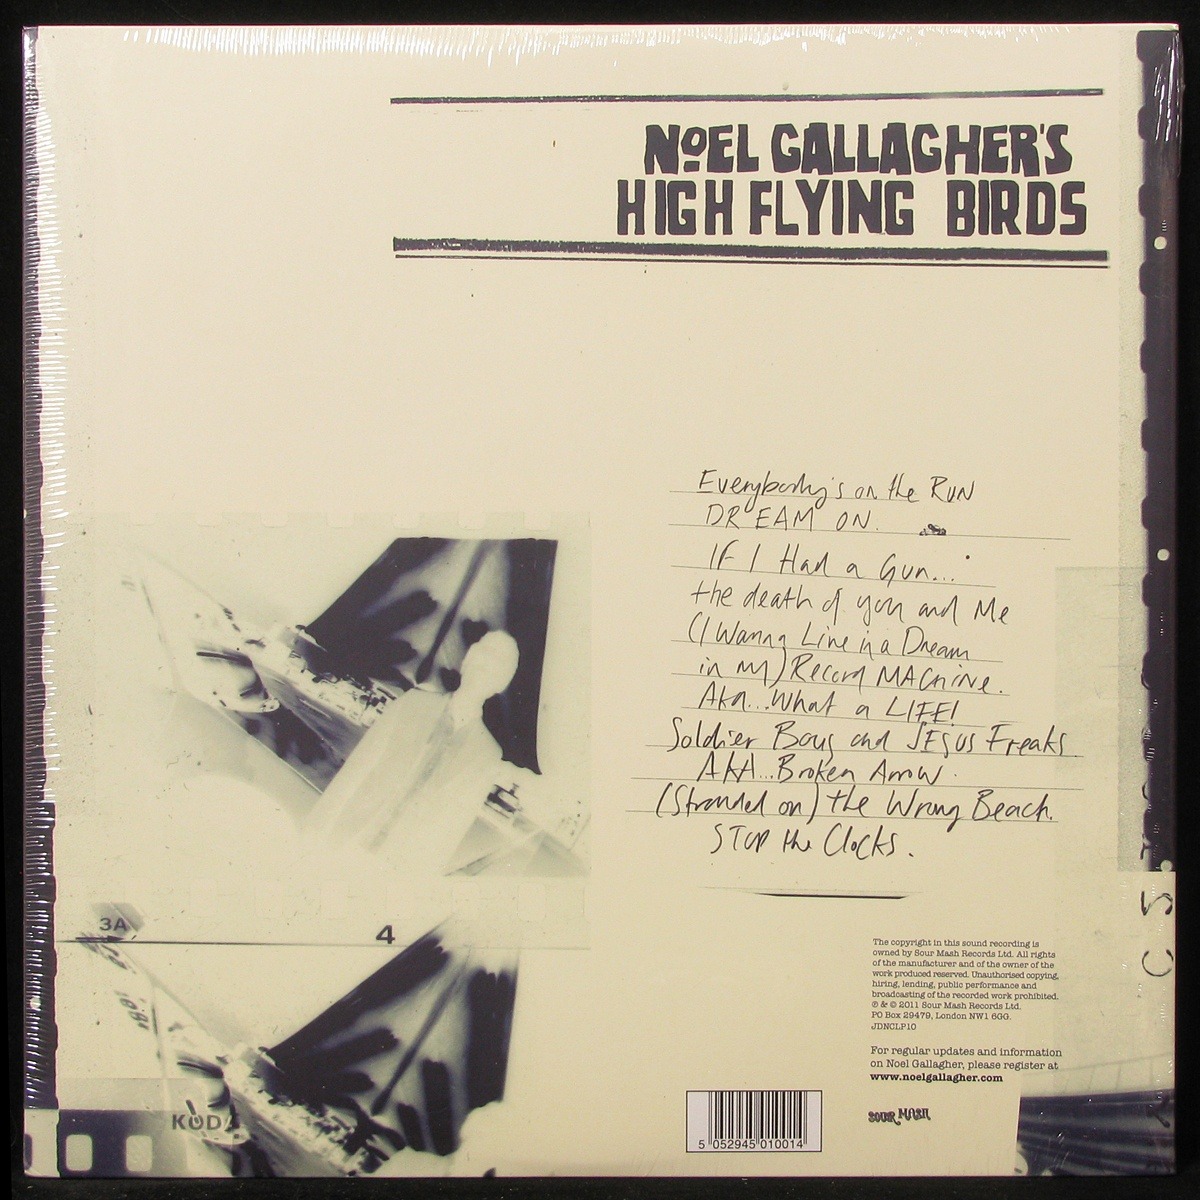 NOEL GALLAGHER'S
HIGH FLYING BIRDS
Everybody's on the RUN
DREAM ON.
IF I Had a Gun...
the death of you and Me
(I Wanna Live in a Dream
in my) Record MACHINE.
AKA...What a LIFE!
Soldier Boys and JESUS Freaks
AKA...Broken Arrow.
(Stranded on) the Wrong Beach.
STOP the Clocks.
3A
4
KODA
C S
The copyright in this sound recording is
owned by Sour Mash Records Ltd. All rights
of the manufacturer and of the owner of the
work produced reserved. Unauthorised copying,
hiring, lending, public performance and
broadcasting of the recorded work prohibited.
℗ & © 2011 Sour Mash Records Ltd.
PO Box 29479, London NW1 6GG.
JDNCLP10
For regular updates and information
on Noel Gallagher, please register at
www.noelgallagher.com
SOUR MASH
5 052945 010014